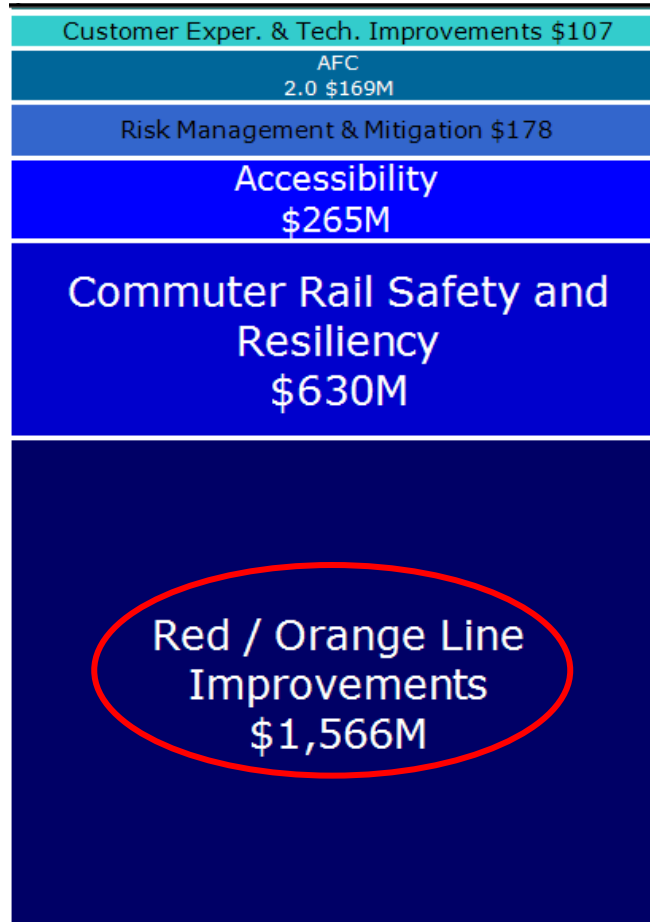 Customer Exper. & Tech. Improvements $107
AFC
2.0 $169M
Risk Management & Mitigation $178
Accessibility
$265M
Commuter Rail Safety and
Resiliency
$630M
Red / Orange Line
Improvements
$1,566M